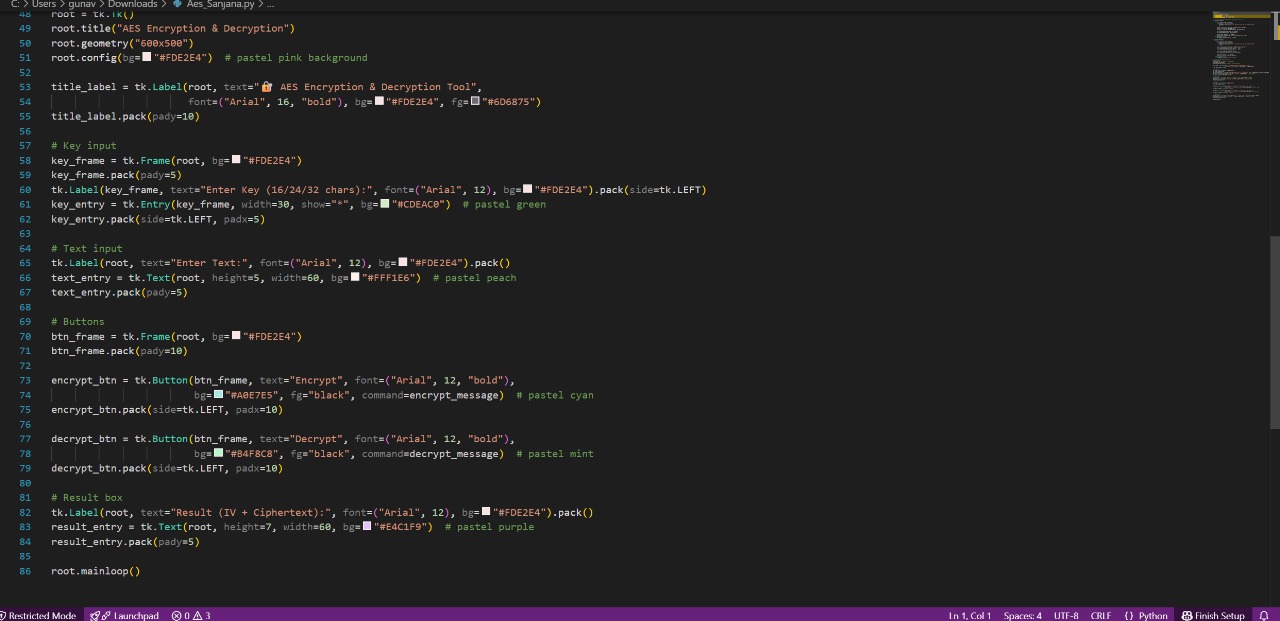 C: > Users > gunav > Downloads > Aes_Sanjana.py > ...
48 root = tk.Tk()
49 root.title("AES Encryption & Decryption")
50 root.geometry("600x500")
51 root.config(bg="#FDE2E4")  # pastel pink background
52
53 title_label = tk.Label(root, text="🔐 AES Encryption & Decryption Tool",
54                        font=("Arial", 16, "bold"), bg="#FDE2E4", fg="#6D6875")
55 title_label.pack(pady=10)
56
57 # Key input
58 key_frame = tk.Frame(root, bg="#FDE2E4")
59 key_frame.pack(pady=5)
60 tk.Label(key_frame, text="Enter Key (16/24/32 chars):", font=("Arial", 12), bg="#FDE2E4").pack(side=tk.LEFT)
61 key_entry = tk.Entry(key_frame, width=30, show="*", bg="#CDEAC0")  # pastel green
62 key_entry.pack(side=tk.LEFT, padx=5)
63
64 # Text input
65 tk.Label(root, text="Enter Text:", font=("Arial", 12), bg="#FDE2E4").pack()
66 text_entry = tk.Text(root, height=5, width=60, bg="#FFF1E6")  # pastel peach
67 text_entry.pack(pady=5)
68
69 # Buttons
70 btn_frame = tk.Frame(root, bg="#FDE2E4")
71 btn_frame.pack(pady=10)
72
73 encrypt_btn = tk.Button(btn_frame, text="Encrypt", font=("Arial", 12, "bold"),
74                         bg="#A0E7E5", fg="black", command=encrypt_message)  # pastel cyan
75 encrypt_btn.pack(side=tk.LEFT, padx=10)
76
77 decrypt_btn = tk.Button(btn_frame, text="Decrypt", font=("Arial", 12, "bold"),
78                         bg="#B4F8C8", fg="black", command=decrypt_message)  # pastel mint
79 decrypt_btn.pack(side=tk.LEFT, padx=10)
80
81 # Result box
82 tk.Label(root, text="Result (IV + Ciphertext):", font=("Arial", 12), bg="#FDE2E4").pack()
83 result_entry = tk.Text(root, height=7, width=60, bg="#E4C1F9")  # pastel purple
84 result_entry.pack(pady=5)
85
86 root.mainloop()
Restricted Mode Launchpad 0 3 Ln 1, Col 1 Spaces: 4 UTF-8 CRLF {} Python Finish Setup